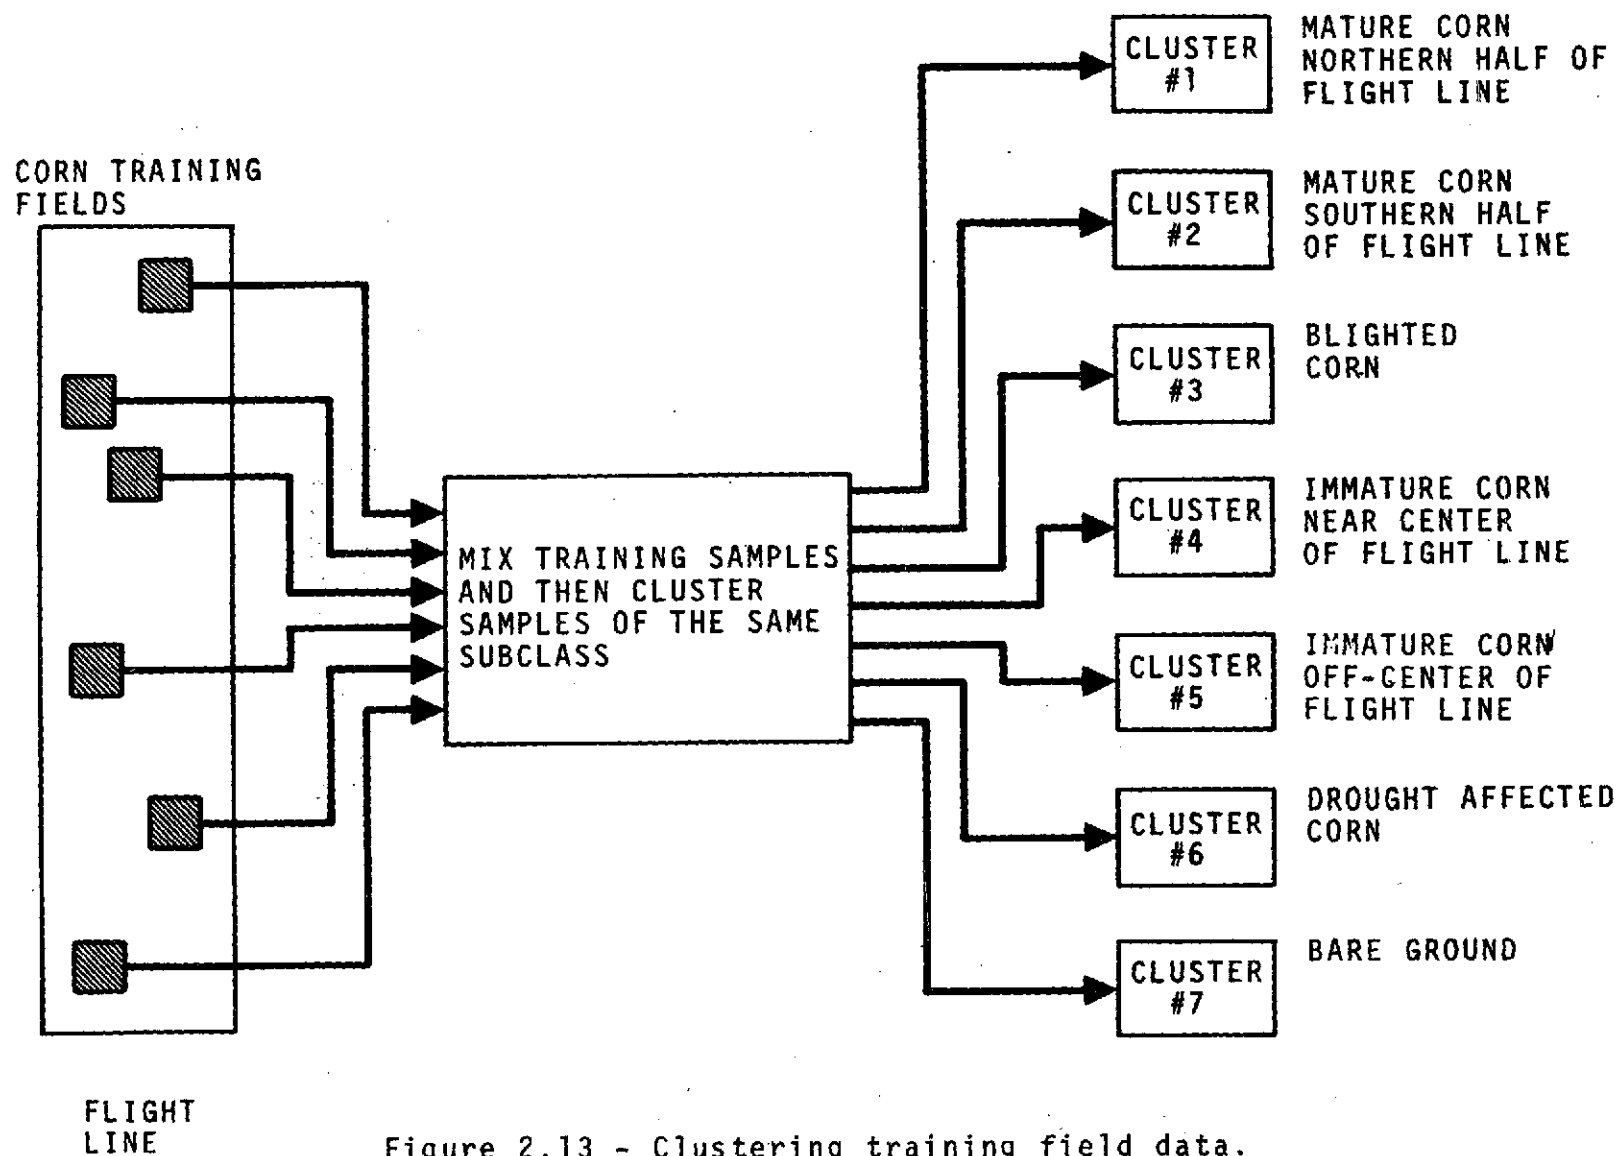 CORN TRAINING
FIELDS
FLIGHT
LINE
MIX TRAINING SAMPLES
AND THEN CLUSTER
SAMPLES OF THE SAME
SUBCLASS
CLUSTER
#1
MATURE CORN
NORTHERN HALF OF
FLIGHT LINE
CLUSTER
#2
MATURE CORN
SOUTHERN HALF
OF FLIGHT LINE
CLUSTER
#3
BLIGHTED
CORN
CLUSTER
#4
IMMATURE CORN
NEAR CENTER
OF FLIGHT LINE
CLUSTER
#5
IMMATURE CORN
OFF-CENTER OF
FLIGHT LINE
CLUSTER
#6
DROUGHT AFFECTED
CORN
CLUSTER
#7
BARE GROUND
Figure 2.13 - Clustering training field data.